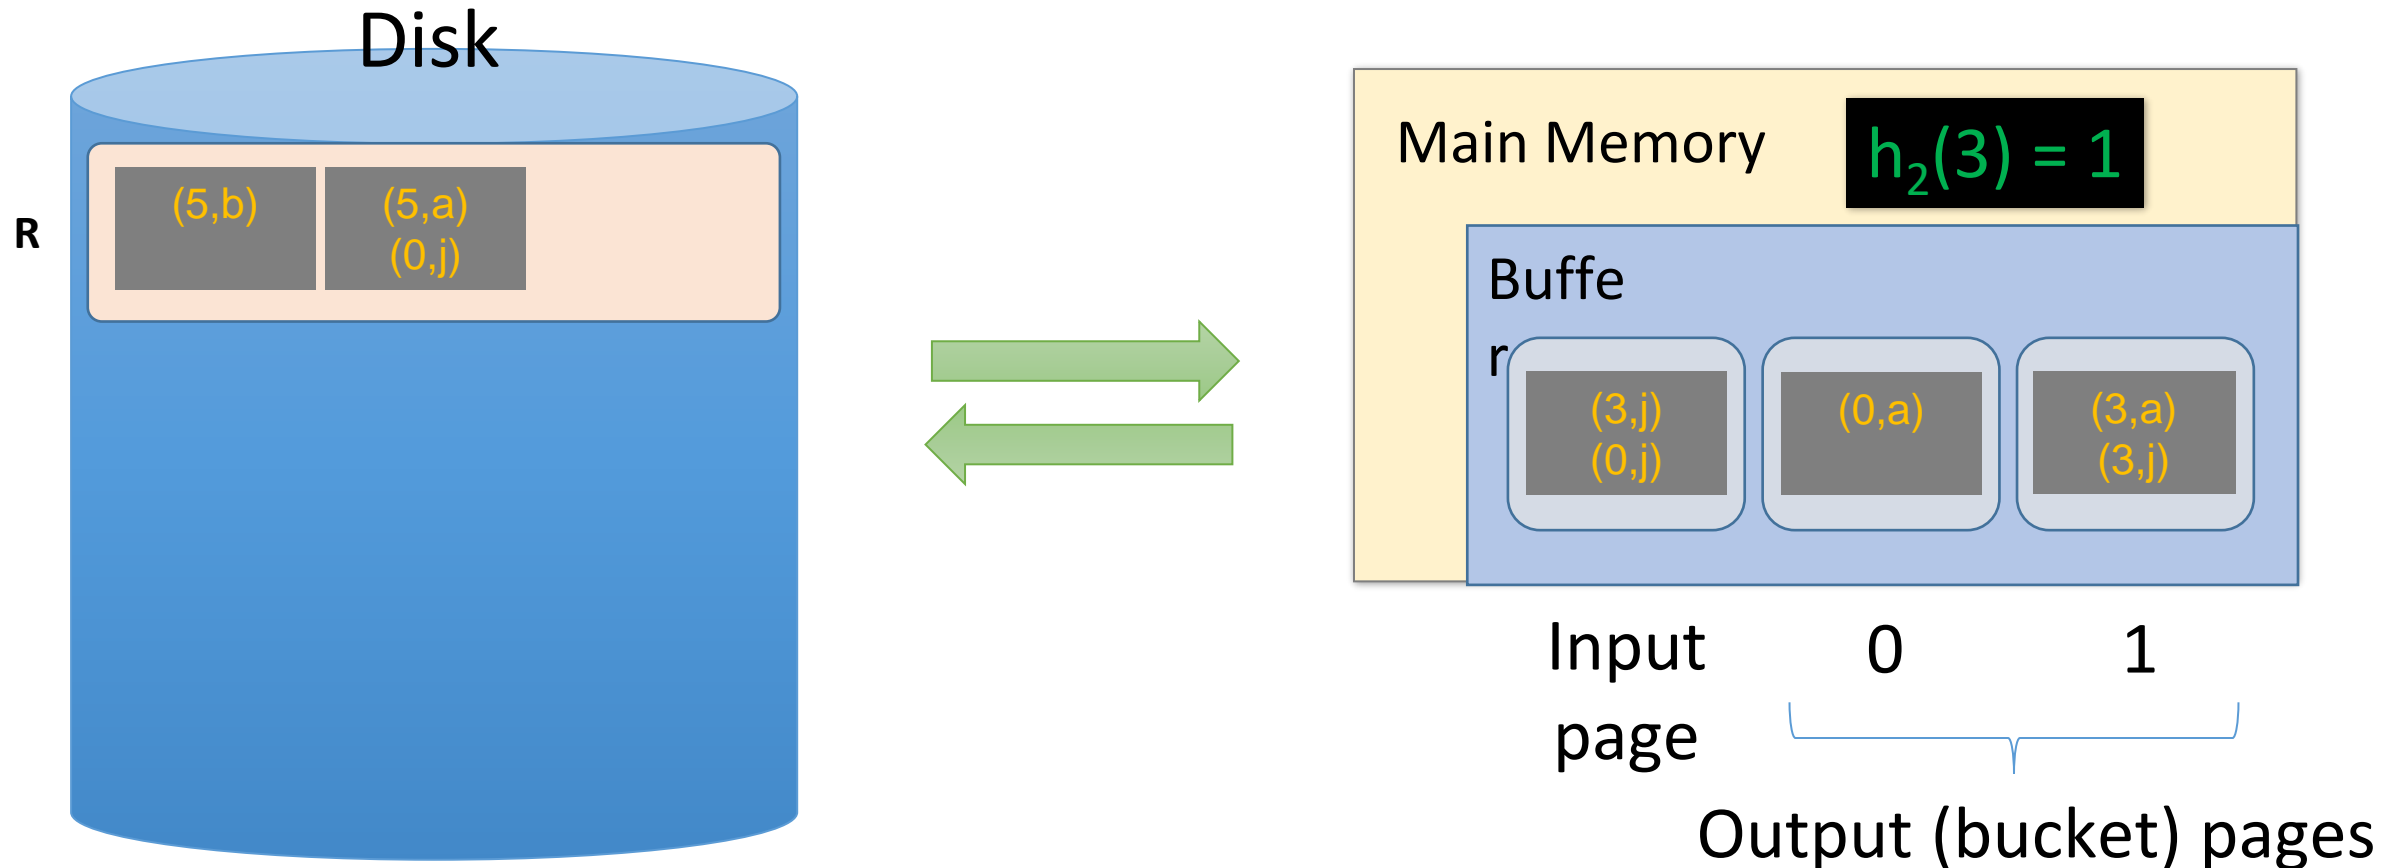 Disk
R
(5,b)
(5,a)
(0,j)
Main Memory
h₂(3) = 1
Buffe
r
(3,j)
(0,j)
(0,a)
(3,a)
(3,j)
Input
page
0
1
Output (bucket) pages